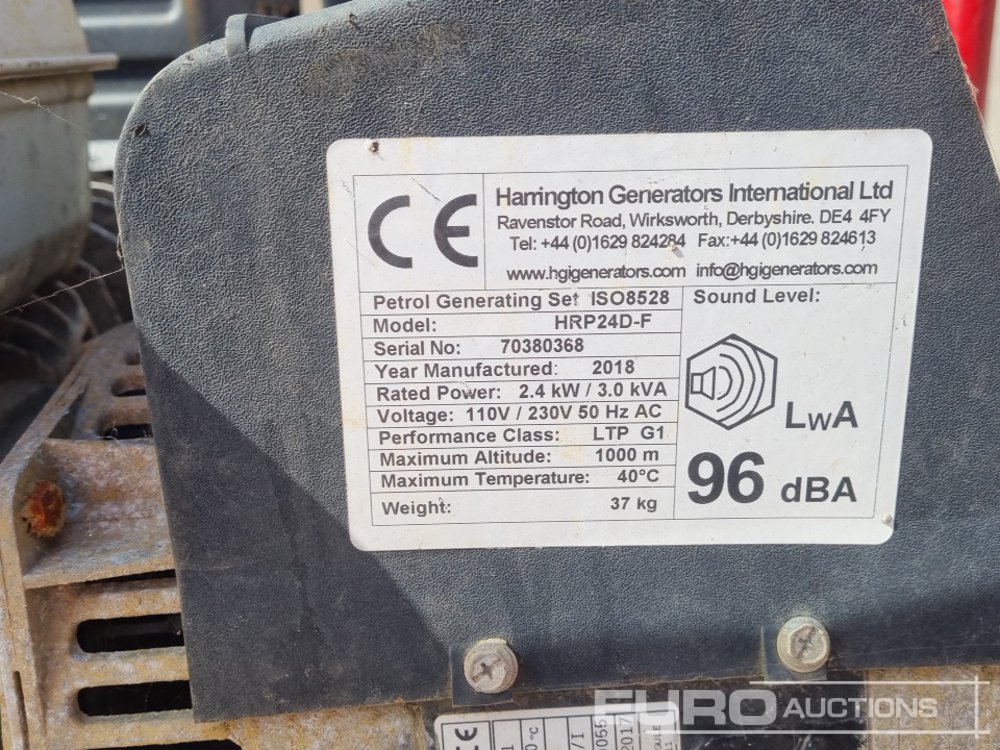 CE
Harrington Generators International Ltd
Ravenstor Road, Wirksworth, Derbyshire. DE4 4FY
Tel: +44 (0)1629 824284 Fax:+44 (0)1629 824613
www.hgigenerators.com info@hgigenerators.com
Petrol Generating Set ISO8528
Model: HRP24D-F
Serial No: 70380368
Year Manufactured: 2018
Rated Power: 2.4 kW / 3.0 kVA
Voltage: 110V / 230V 50 Hz AC
Performance Class: LTP G1
Maximum Altitude: 1000 m
Maximum Temperature: 40°C
Weight: 37 kg
Sound Level:
LWA
96 dBA
CE
EURO AUCTIONS